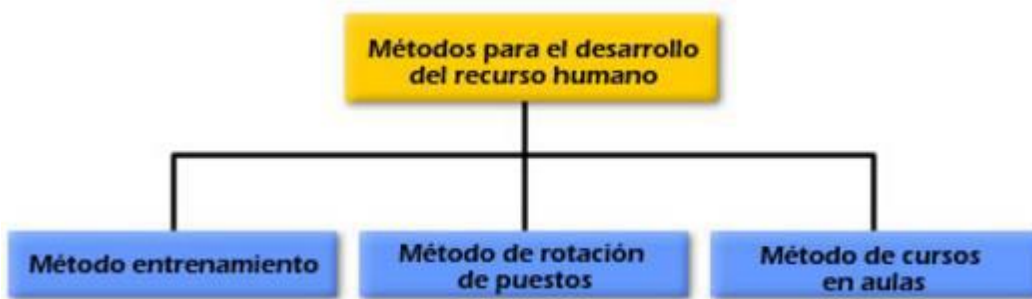 Métodos para el desarrollo
del recurso humano
Método entrenamiento
Método de rotación
de puestos
Método de cursos
en aulas